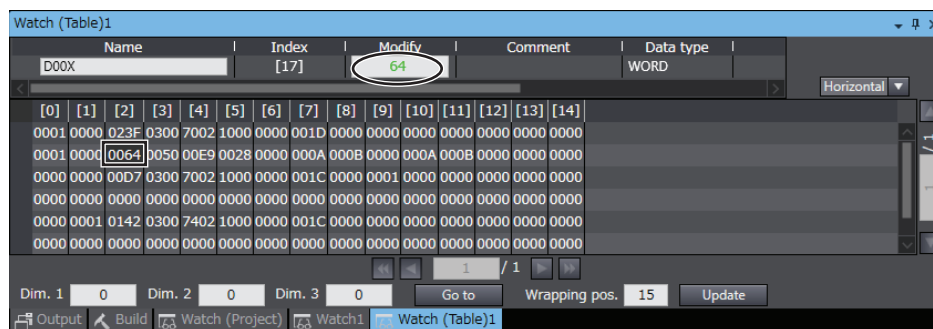 Watch (Table)1
Name Index Modify Comment Data type
D00X [17] 64 WORD
Horizontal
[0] [1] [2] [3] [4] [5] [6] [7] [8] [9] [10] [11] [12] [13] [14]
0001 0000 023F 0300 7002 1000 0000 001D 0000 0000 0000 0000 0000 0000 0000
0001 0000 0064 0050 00E9 0028 0000 000A 000B 0000 000A 000B 0000 0000 0000
0000 0000 00D7 0300 7002 1000 0000 001C 0000 0001 0000 0000 0000 0000 0000
0000 0000 0000 0000 0000 0000 0000 0000 0000 0000 0000 0000 0000 0000 0000
0000 0001 0142 0300 7402 1000 0000 001C 0000 0000 0000 0000 0000 0000 0000
0000 0000 0000 0000 0000 0000 0000 0000 0000 0000 0000 0000 0000 0000 0000
1 / 1
Dim. 1 0 Dim. 2 0 Dim. 3 0 Go to Wrapping pos. 15 Update
Output Build Watch (Project) Watch1 Watch (Table)1